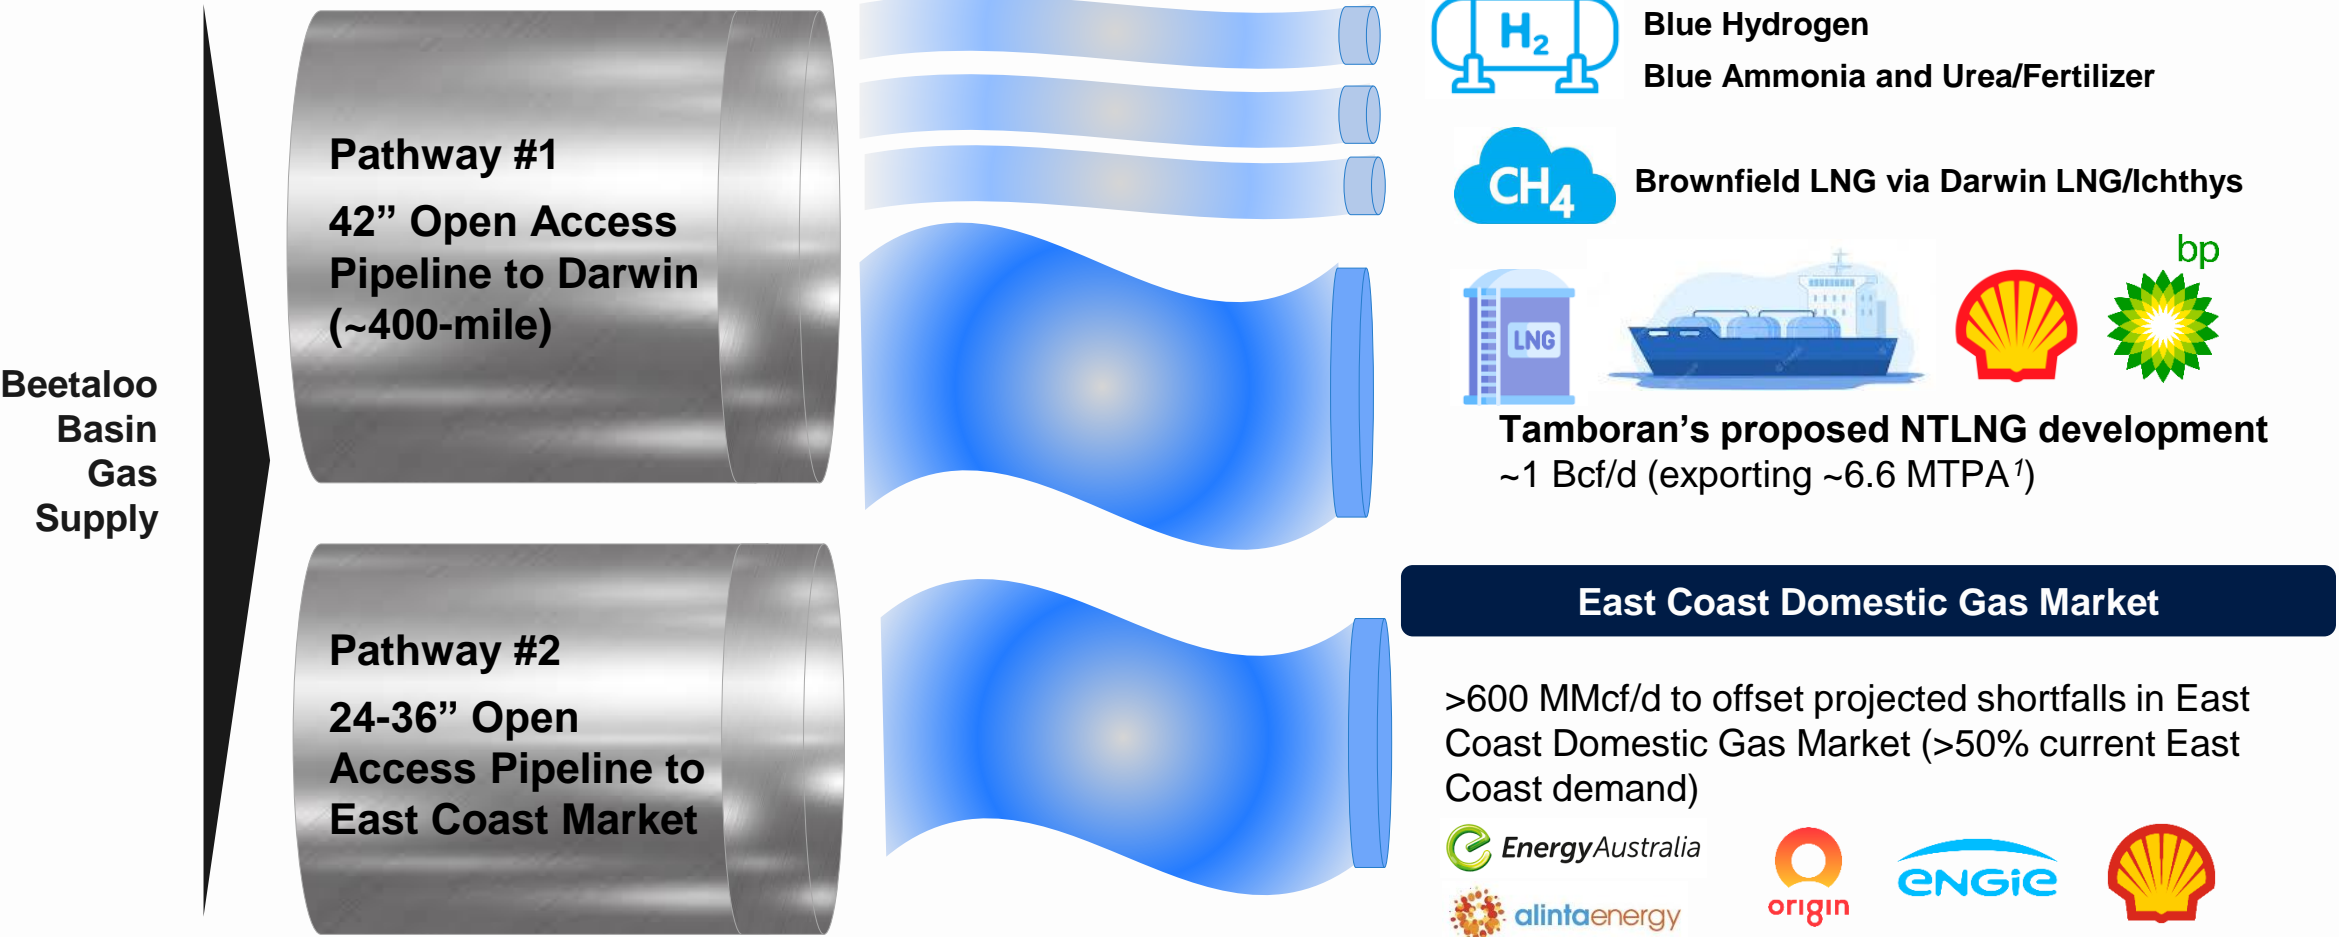 Beetaloo
Basin
Gas
Supply
Pathway #1
42” Open Access
Pipeline to Darwin
(~400-mile)
Pathway #2
24-36” Open
Access Pipeline to
East Coast Market
H2
Blue Hydrogen
Blue Ammonia and Urea/Fertilizer
CH4
Brownfield LNG via Darwin LNG/Ichthys
LNG
bp
Tamboran’s proposed NTLNG development
~1 Bcf/d (exporting ~6.6 MTPA¹)
East Coast Domestic Gas Market
>600 MMcf/d to offset projected shortfalls in East
Coast Domestic Gas Market (>50% current East
Coast demand)
EnergyAustralia
origin
ENGIE
alintaenergy